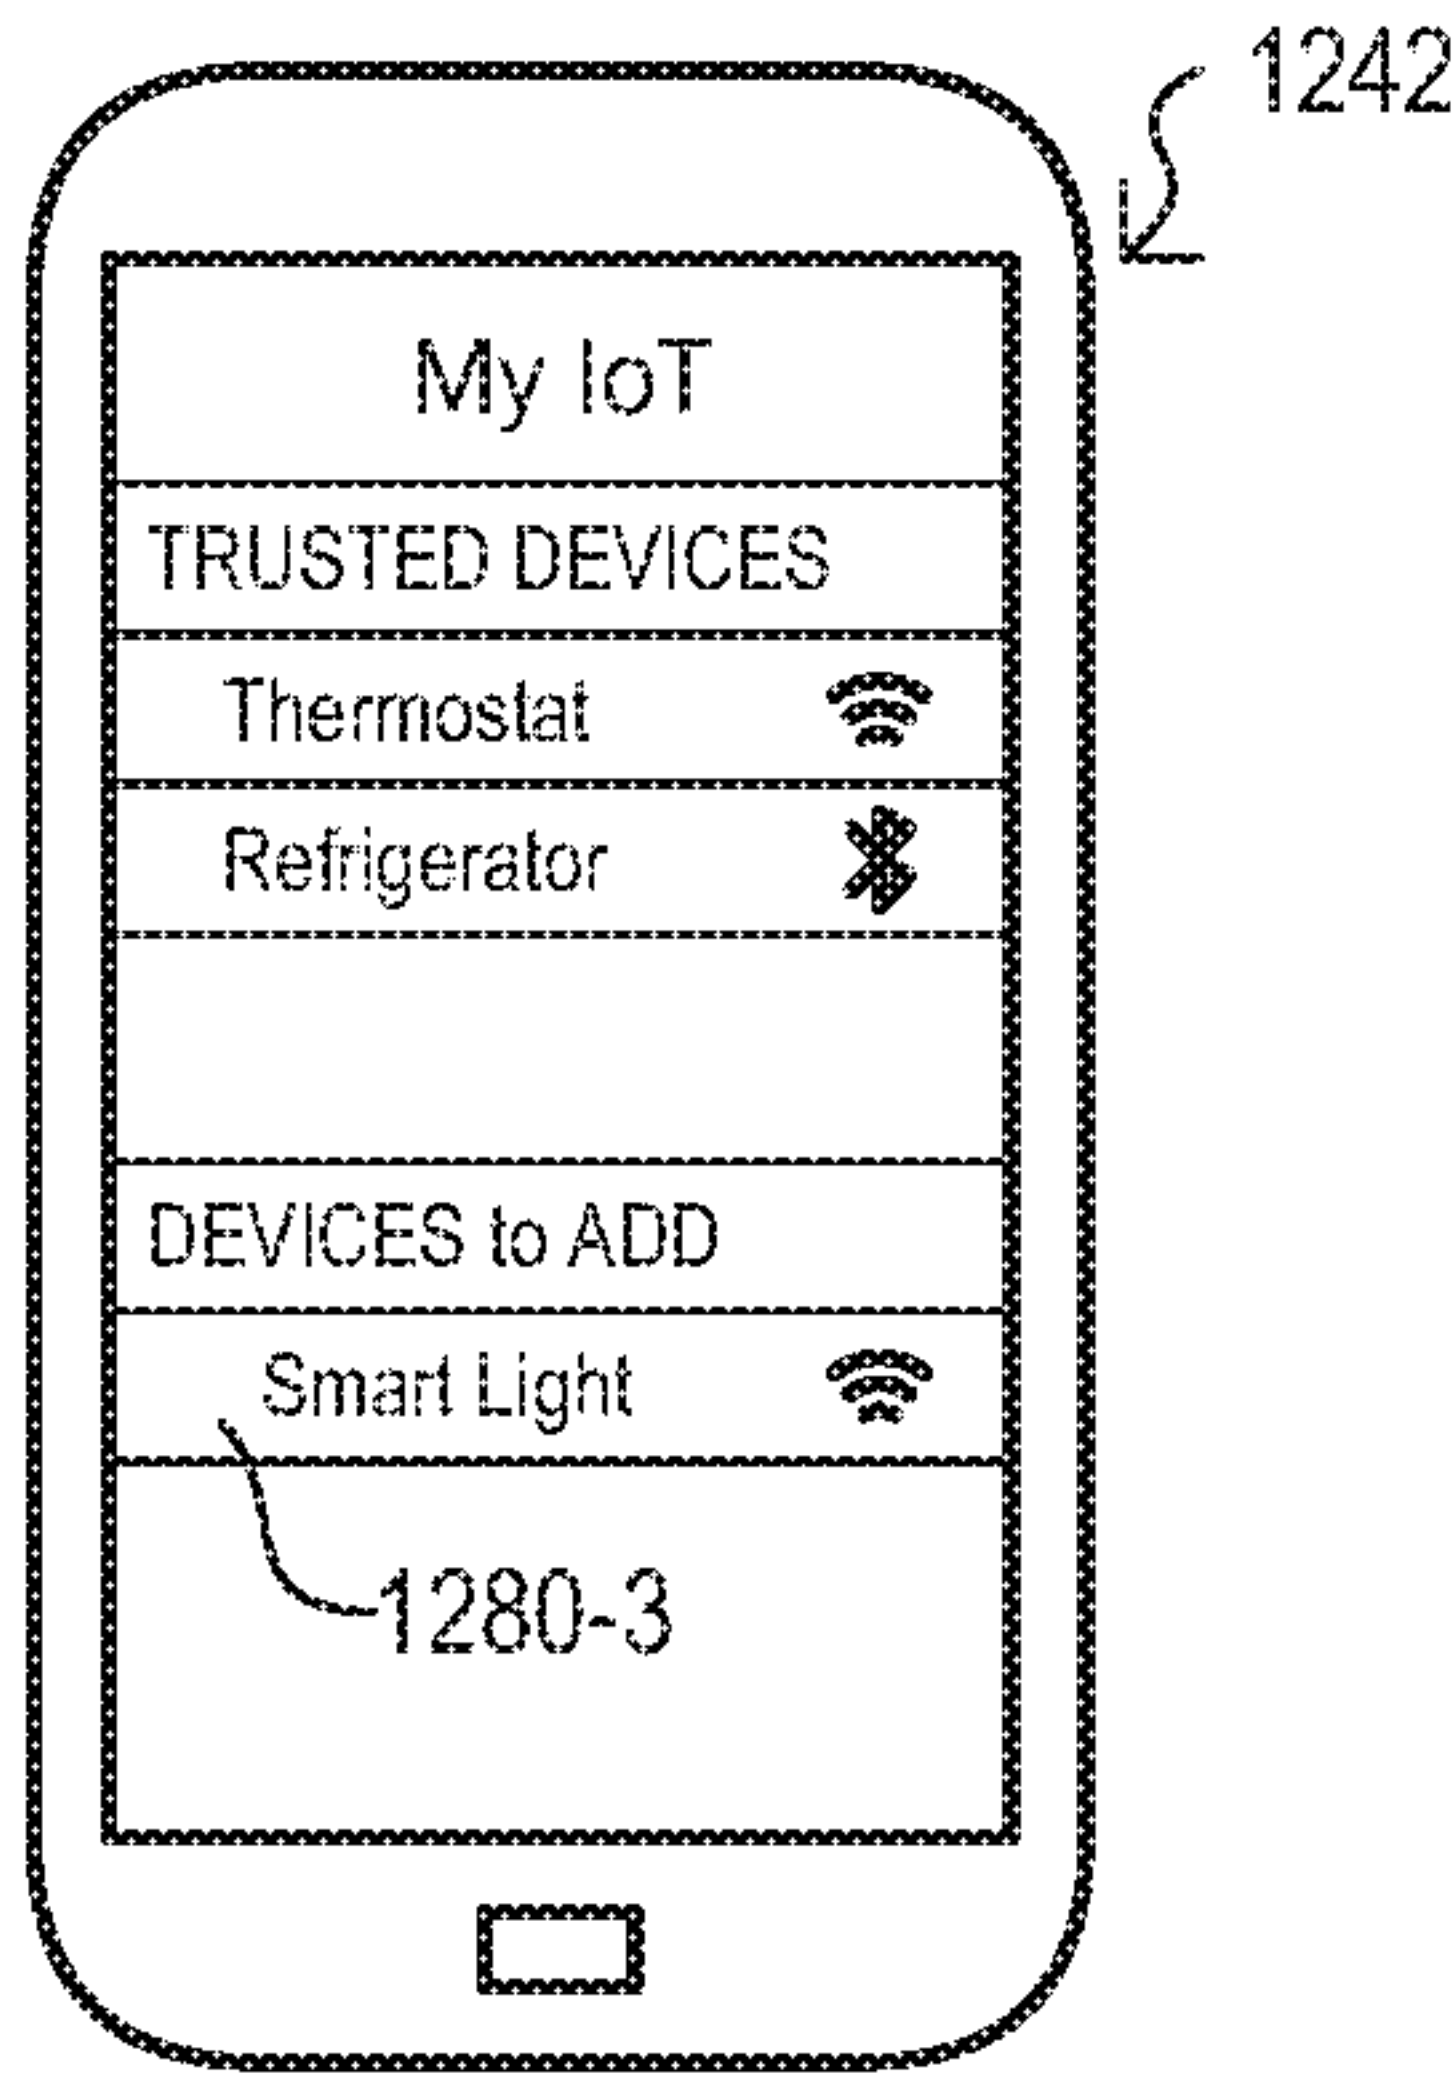 1242
My IoT
TRUSTED DEVICES
Thermostat
Refrigerator
DEVICES to ADD
Smart Light
1280-3